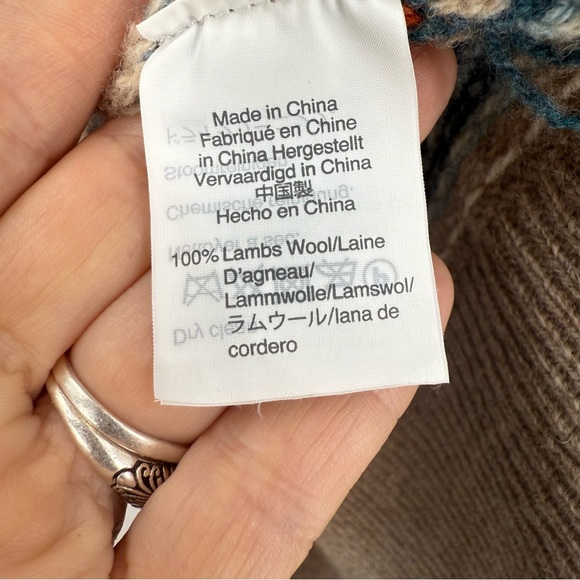 Made in China
Fabriqué en Chine
in China Hergestellt
Vervaardigd in China
中国製
Hecho en China
100% Lambs Wool/Laine
D'agneau/
Lammwolle/Lamswol/
ラムウール/lana de
cordero